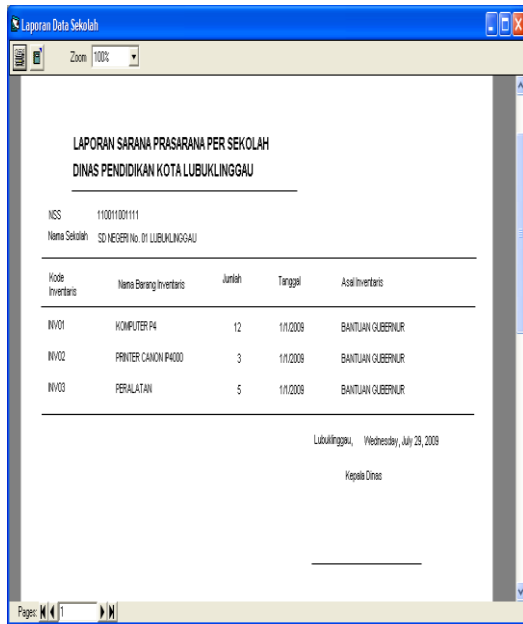 Laporan Data Sekolah
Zoom 100%
LAPORAN SARANA PRASARANA PER SEKOLAH
DINAS PENDIDIKAN KOTA LUBUKLINGGAU
NSS 110011001111
Nama Sekolah SD NEGERI No. 01 LUBUKLINGGAU
Kode Inventaris Nama Barang Inventaris Jumlah Tanggal Asal Inventaris
INV01 KOMPUTER P4 12 1/1/2009 BANTUAN GUBERNUR
INV02 PRINTER CANON IP4000 3 1/1/2009 BANTUAN GUBERNUR
INV03 PERALATAN 5 1/1/2009 BANTUAN GUBERNUR
Lubuklinggau, Wednesday, July 29, 2009
Kepala Dinas
Pages: 1